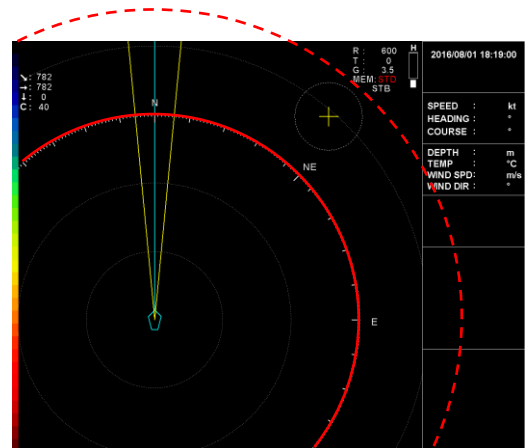 R : 600
T : 0
G : 3.5
MEM: STD
STB
H
2016/08/01 18:19:00
↘: 782
→: 782
↓: 0
C: 40
N
NE
E
SPEED : kt
HEADING : °
COURSE : °
DEPTH : m
TEMP : °C
WIND SPD: m/s
WIND DIR : °